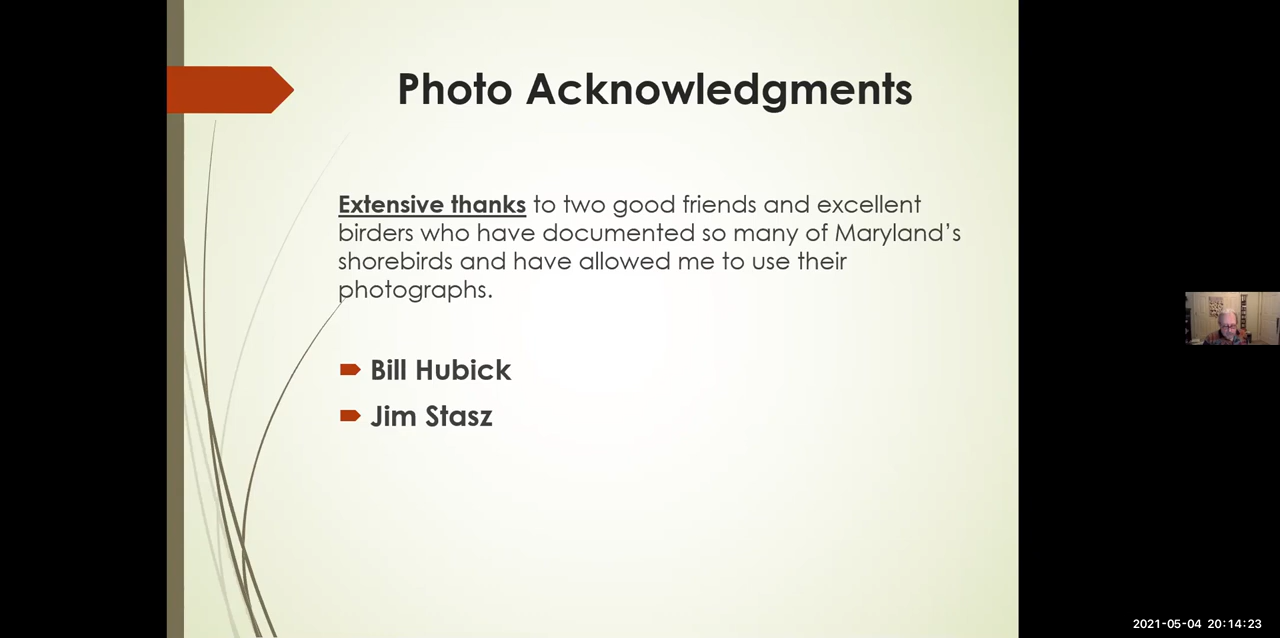 Photo Acknowledgments
Extensive thanks to two good friends and excellent
birders who have documented so many of Maryland’s
shorebirds and have allowed me to use their
photographs.
Bill Hubick
Jim Stasz
2021-05-04 20:14:23